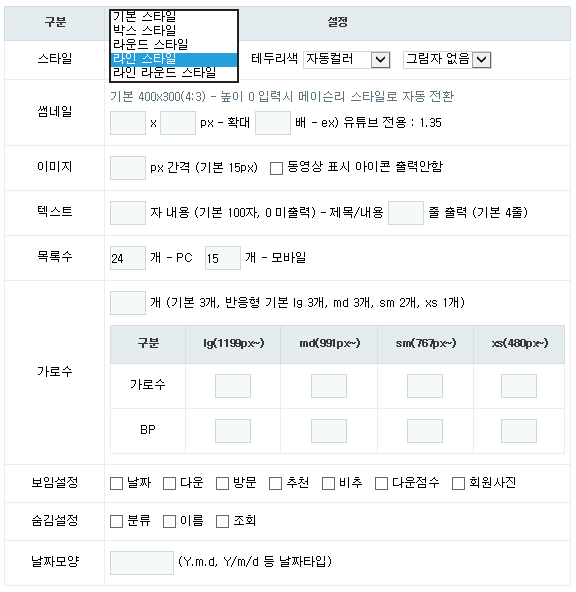 구분
설정
기본 스타일
박스 스타일
라운드 스타일
라인 스타일
라인 라운드 스타일
스타일 테두리색 자동컬러 그림자 없음
기본 400x300(4:3) - 높이 0 입력시 메이슨리 스타일로 자동 전환
썸네일 x px - 확대 배 - ex) 유튜브 전용 : 1.35
이미지 px 간격 (기본 15px) 동영상 표시 아이콘 출력안함
텍스트 자 내용 (기본 100자, 0 미출력) - 제목/내용 줄 출력 (기본 4줄)
목록수 24 개 - PC 15 개 - 모바일
가로수
개 (기본 3개, 반응형 기본 lg 3개, md 3개, sm 2개, xs 1개)
구분 lg(1199px~) md(991px~) sm(767px~) xs(480px~)
가로수
BP
보임설정 날짜 다운 방문 추천 비추 다운점수 회원사진
숨김설정 분류 이름 조회
날짜모양 (Y.m.d, Y/m/d 등 날짜타입)